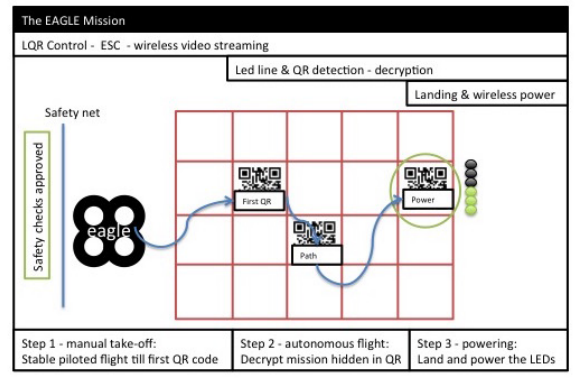 The EAGLE Mission
LQR Control - ESC - wireless video streaming
Led line & QR detection - decryption
Landing & wireless power
Safety net
Safety checks approved
eagle
First QR
Path
Power
Step 1 - manual take-off:
Stable piloted flight till first QR code
Step 2 - autonomous flight:
Decrypt mission hidden in QR
Step 3 - powering:
Land and power the LEDs